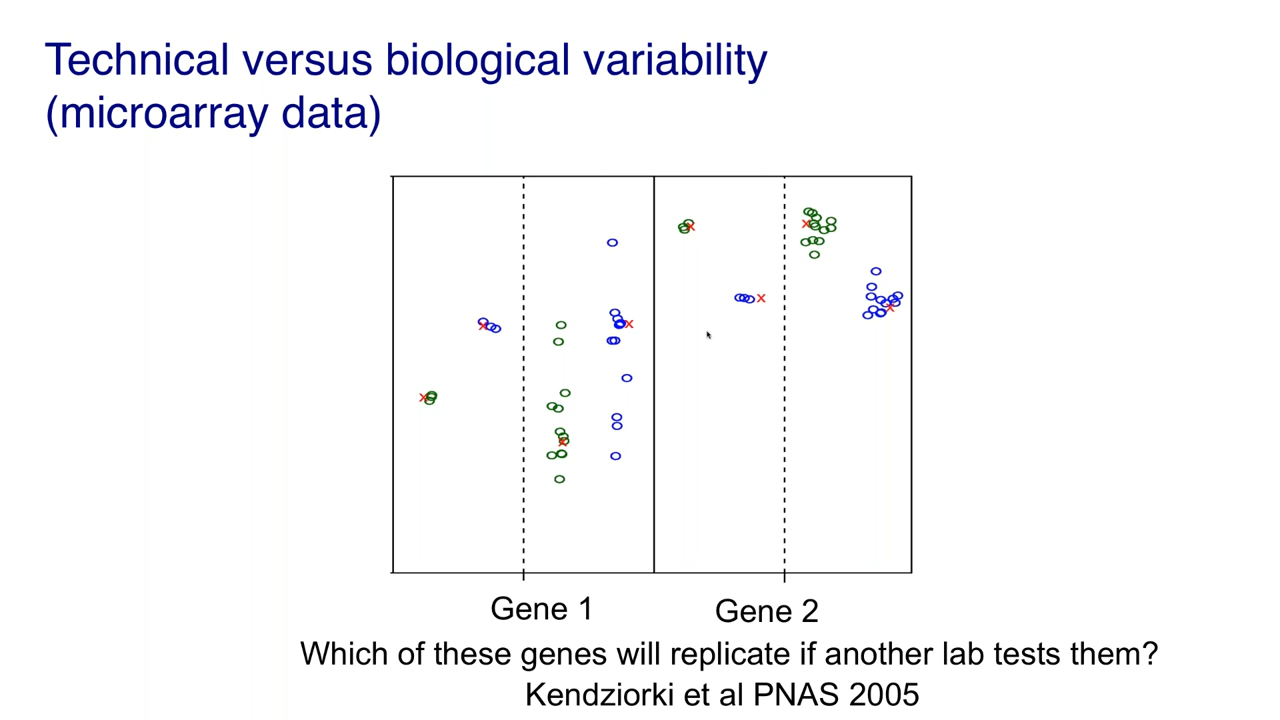 Technical versus biological variability
(microarray data)
Gene 1
Gene 2
Which of these genes will replicate if another lab tests them?
Kendziorki et al PNAS 2005